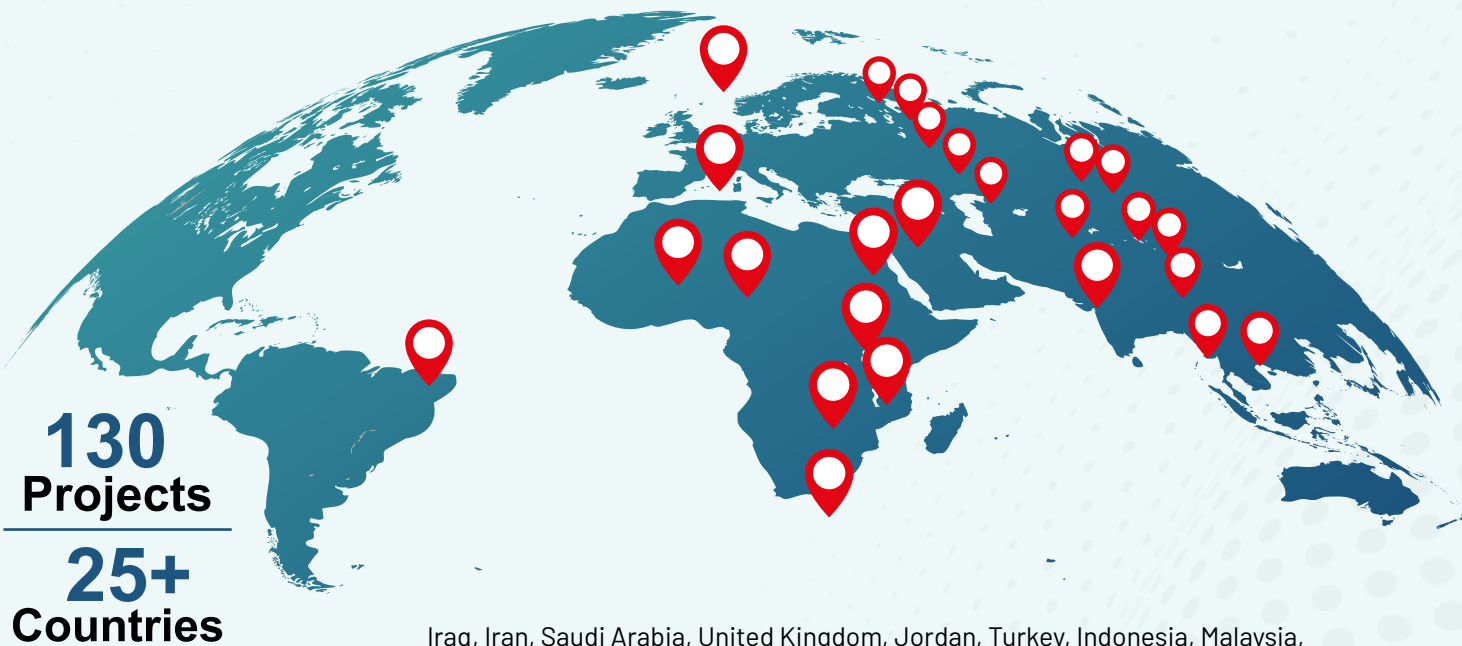 130
Projects
25+
Countries
Iraq, Iran, Saudi Arabia, United Kingdom, Jordan, Turkey, Indonesia, Malaysia,